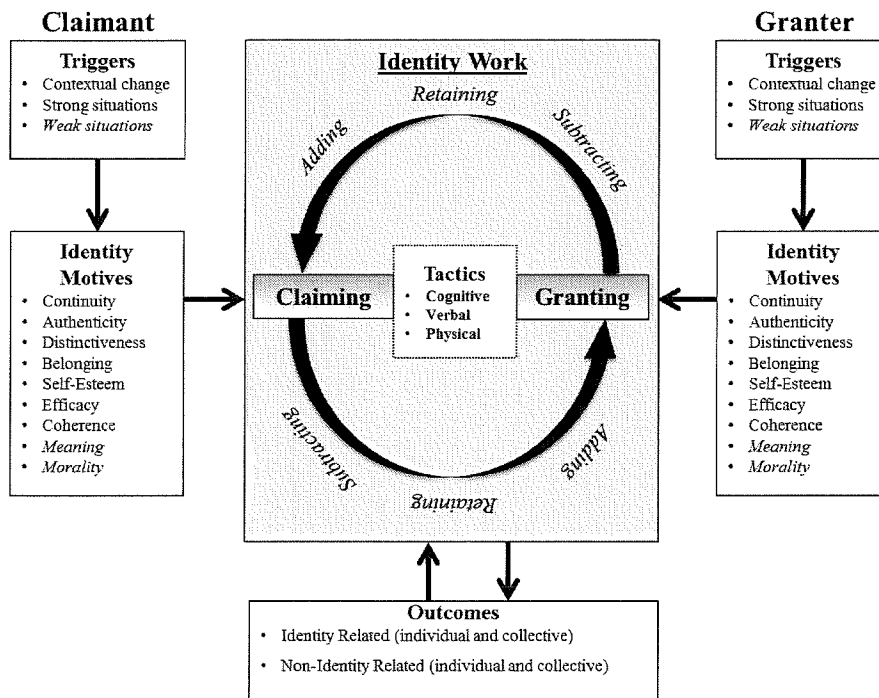 Claimant
Triggers
• Contextual change
• Strong situations
• Weak situations
Identity
Motives
• Continuity
• Authenticity
• Distinctiveness
• Belonging
• Self-Esteem
• Efficacy
• Coherence
• Meaning
• Morality
Identity Work
Retaining
Adding
Subtracting
Claiming
Tactics
• Cognitive
• Verbal
• Physical
Granting
Subtracting
Retaining
Adding
Granter
Triggers
• Contextual change
• Strong situations
• Weak situations
Identity
Motives
• Continuity
• Authenticity
• Distinctiveness
• Belonging
• Self-Esteem
• Efficacy
• Coherence
• Meaning
• Morality
Outcomes
• Identity Related (individual and collective)
• Non-Identity Related (individual and collective)